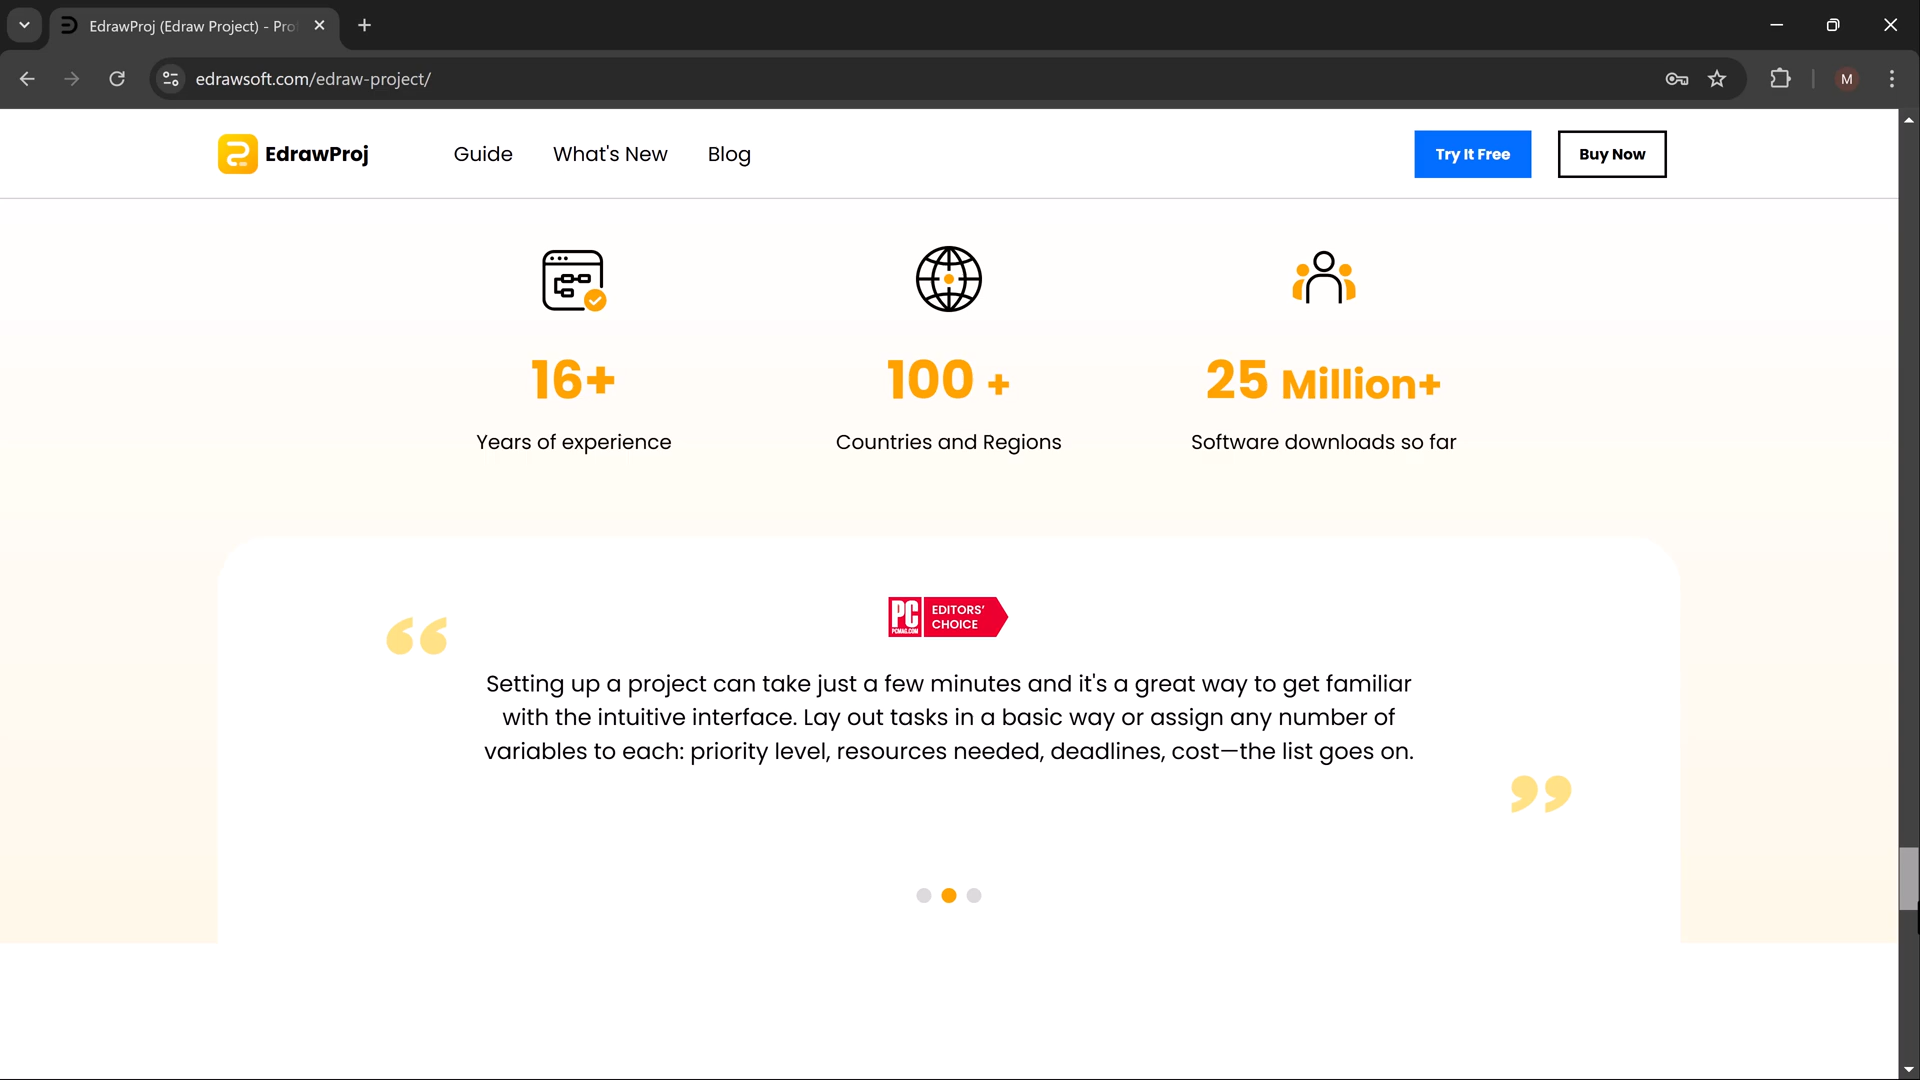 EdrawProj (Edraw Project) - Pro
edrawsoft.com/edraw-project/
M
EdrawProj
Guide
What's New
Blog
Try It Free
Buy Now
16+
100 +
25 Million+
Years of experience
Countries and Regions
Software downloads so far
PC
PCMAG.COM
EDITORS'
CHOICE
Setting up a project can take just a few minutes and it's a great way to get familiar
with the intuitive interface. Lay out tasks in a basic way or assign any number of
variables to each: priority level, resources needed, deadlines, cost—the list goes on.